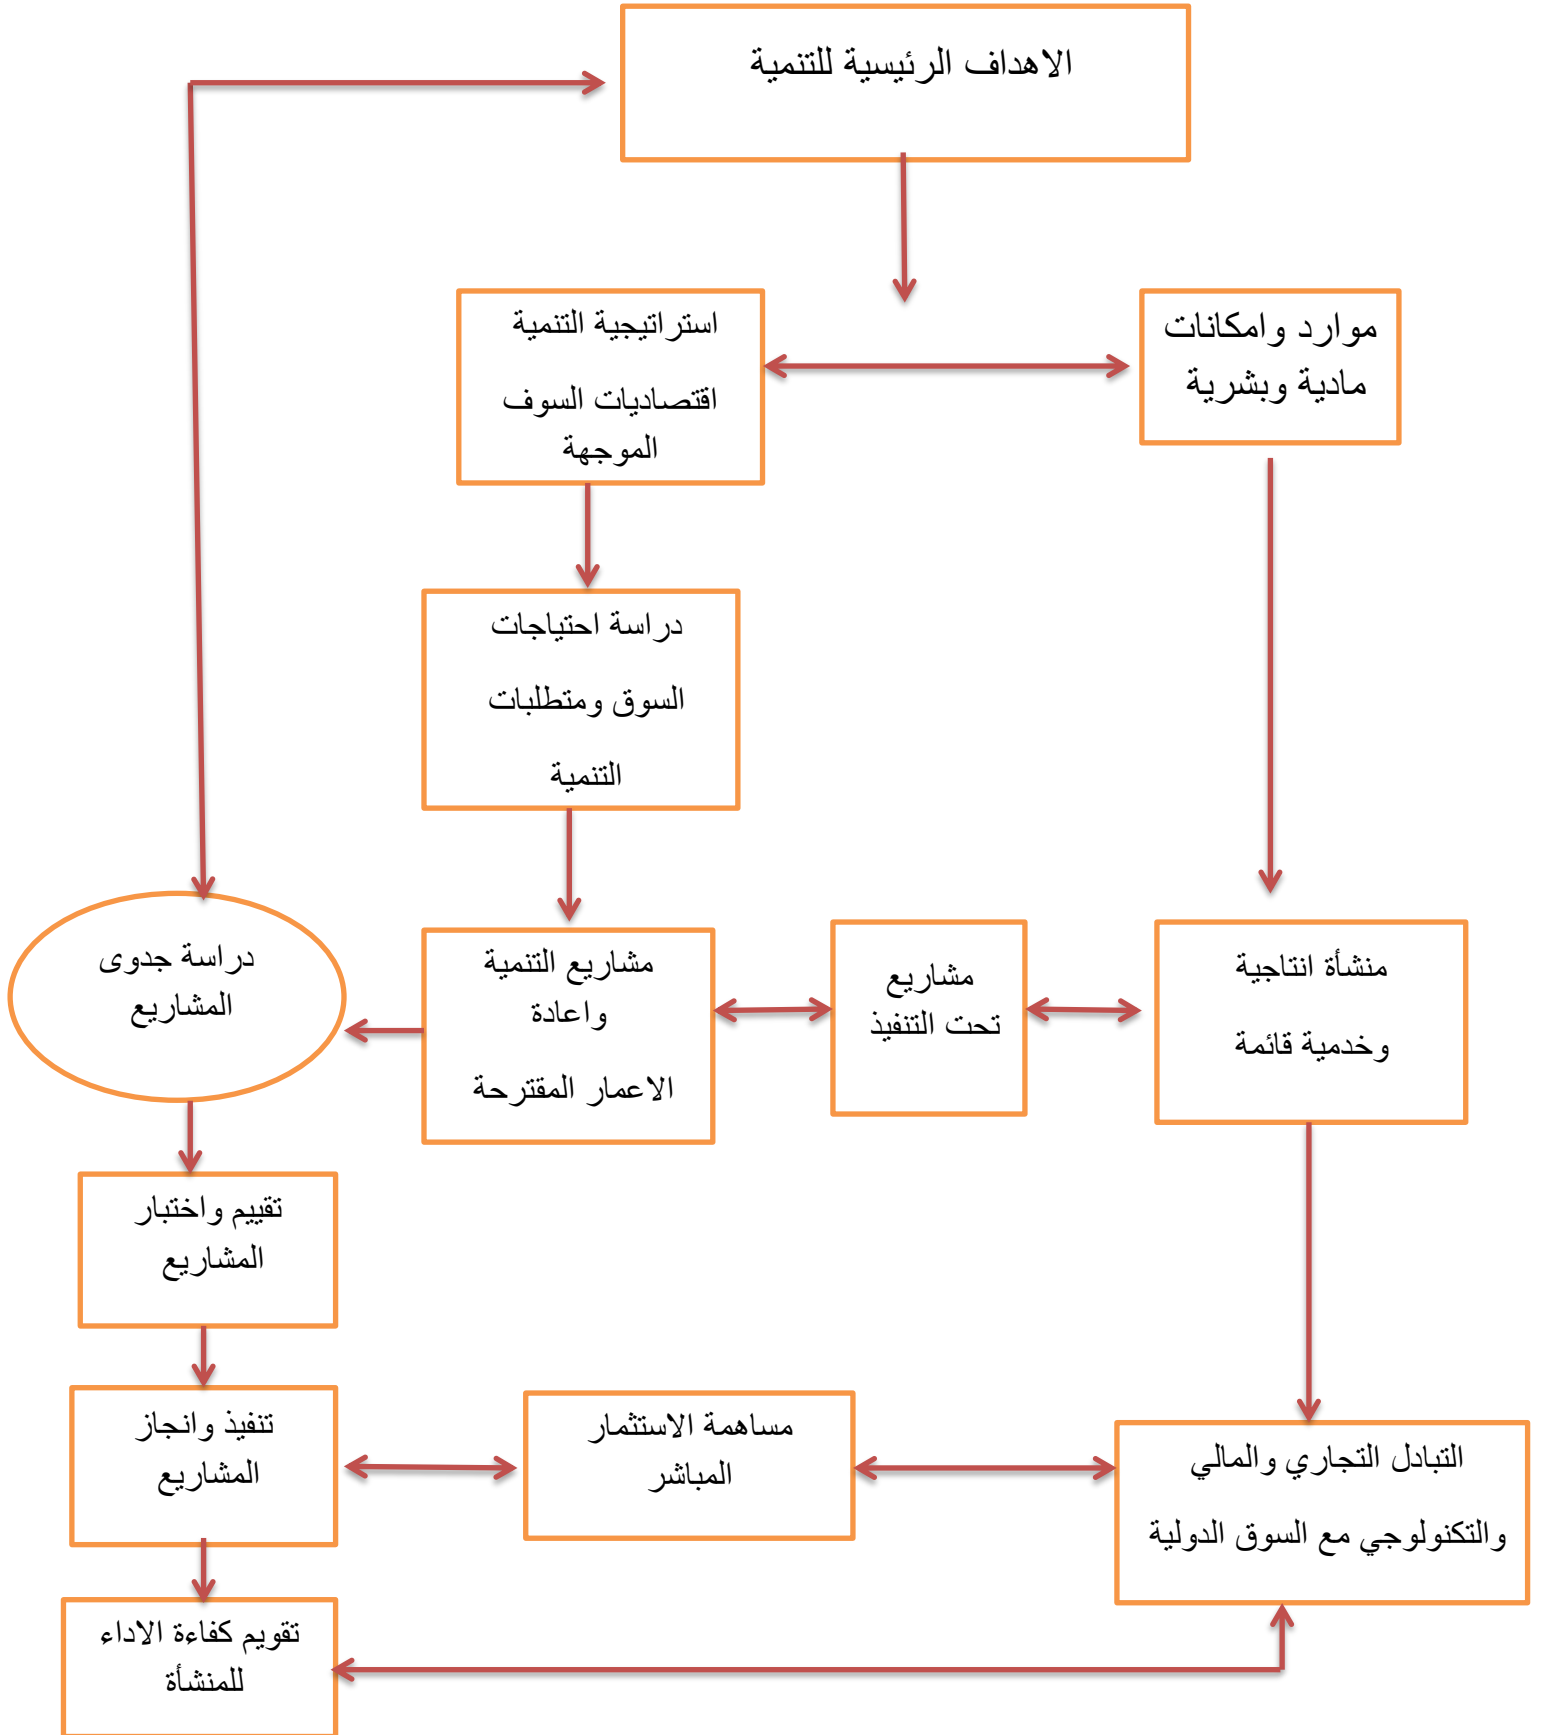 الاهداف الرئيسية للتنمية
موارد وامكانات
مادية وبشرية
استراتيجية التنمية
اقتصاديات السوف
الموجهة
دراسة احتياجات
السوق ومتطلبات
التنمية
منشأة انتاجية
وخدمية قائمة
مشاريع
تحت التنفيذ
مشاريع التنمية
واعادة
الاعمار المقترحة
دراسة جدوى
المشاريع
تقييم واختبار
المشاريع
التبادل التجاري والمالي
والتكنولوجي مع السوق الدولية
مساهمة الاستثمار
المباشر
تنفيذ وانجاز
المشاريع
تقويم كفاءة الاداء
للمنشأة